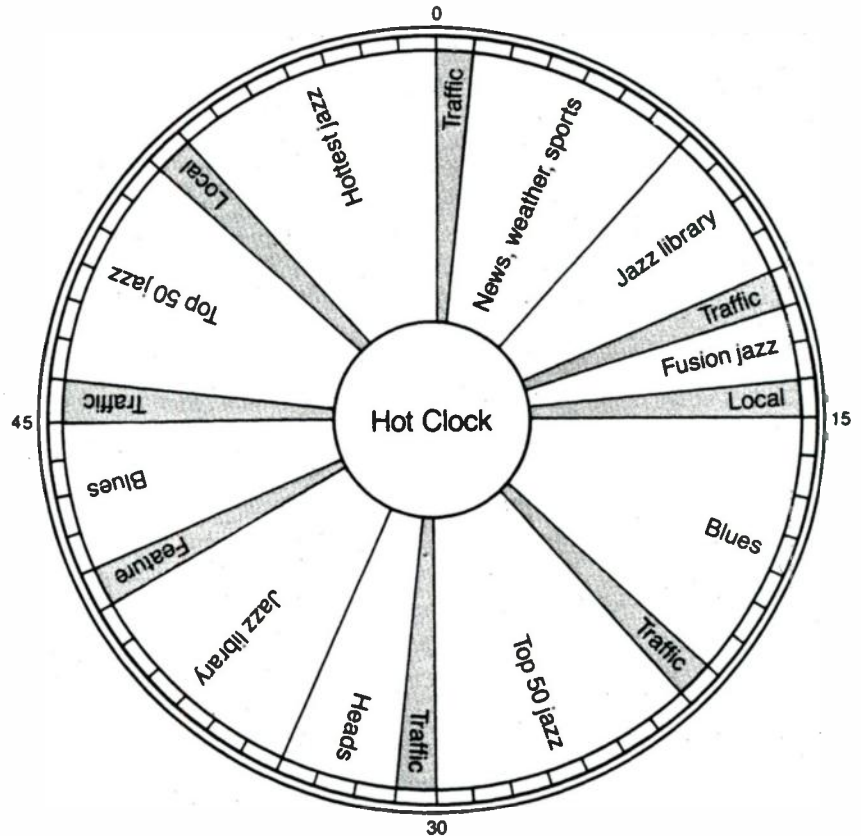 0
Traffic
News, weather, sports
Jazz library
Traffic
Fusion jazz
Local
15
Blues
Traffic
Top 50 jazz
30
Traffic
Heads
Jazz library
Feature
Blues
45
Traffic
Top 50 jazz
Local
Hottest jazz
Hot Clock